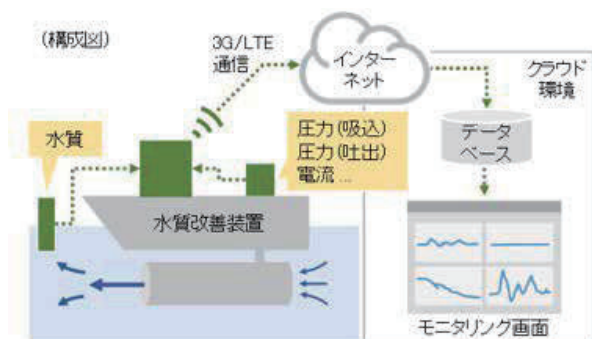 (構成図)
3G/LTE
通信
インター
ネット
クラウド
環境
水質
圧力(吸込)
圧力(吐出)
電流...
データ
ベース
水質改善装置
モニタリング画面